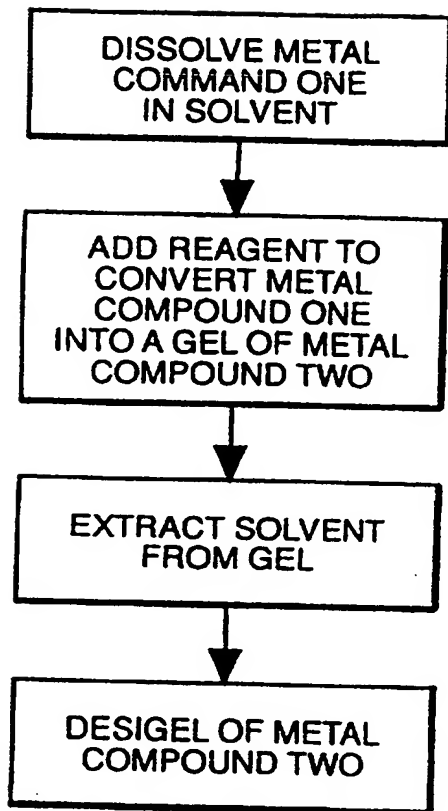 DISSOLVE METAL
COMMAND ONE
IN SOLVENT
ADD REAGENT TO
CONVERT METAL
COMPOUND ONE
INTO A GEL OF METAL
COMPOUND TWO
EXTRACT SOLVENT
FROM GEL
DESIGEL OF METAL
COMPOUND TWO